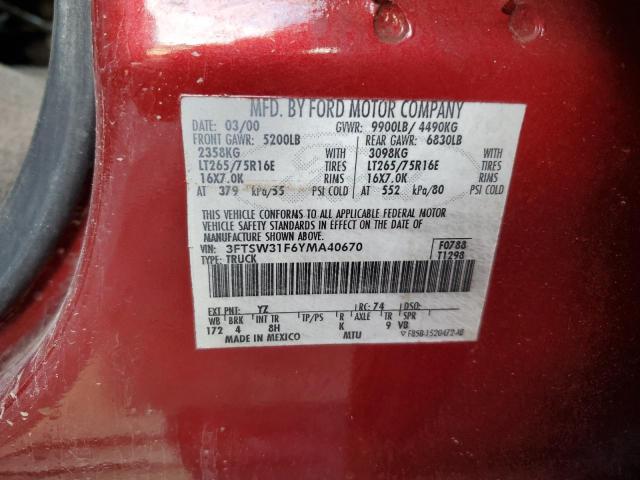 MFD. BY FORD MOTOR COMPANY
DATE: 03/00 GVWR: 9900LB/ 4490KG
FRONT GAWR: 5200LB REAR GAWR: 6830LB
2358KG WITH 3098KG WITH
LT265/75R16E TIRES LT265/75R16E TIRES
16X7.0K RIMS 16X7.0K RIMS
AT 379 kPa/55 PSI COLD AT 552 kPa/80 PSI COLD
THIS VEHICLE CONFORMS TO ALL APPLICABLE FEDERAL MOTOR
VEHICLE SAFETY STANDARDS IN EFFECT ON THE DATE OF
MANUFACTURE SHOWN ABOVE.
VIN: 3FTSW31F6YMA40670 F0788
TYPE: TRUCK T1298
EXT PNT: YZ RC: 74 DSO:
WB BRK INT TR TP/PS R AXLE TR SPR
172 4 8H K 9 VB
MADE IN MEXICO MTU F85B-1520472-AB